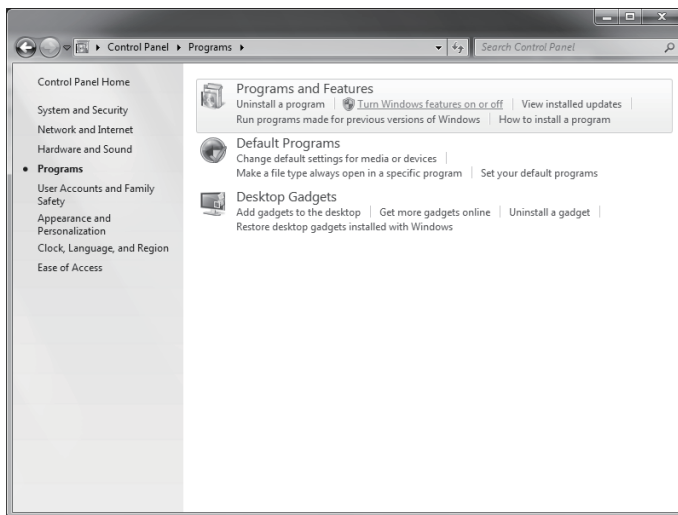 Control Panel Programs
Search Control Panel
Control Panel Home
System and Security
Network and Internet
Hardware and Sound
Programs
User Accounts and Family
Safety
Appearance and
Personalization
Clock, Language, and Region
Ease of Access
Programs and Features
Uninstall a program Turn Windows features on or off View installed updates
Run programs made for previous versions of Windows How to install a program
Default Programs
Change default settings for media or devices
Make a file type always open in a specific program Set your default programs
Desktop Gadgets
Add gadgets to the desktop Get more gadgets online Uninstall a gadget
Restore desktop gadgets installed with Windows